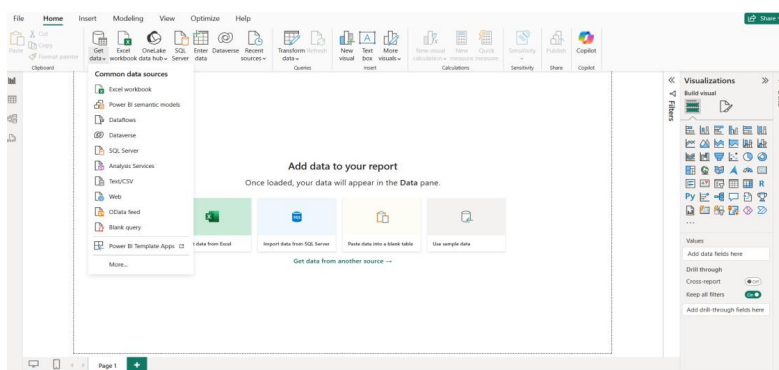 File Home Insert Modeling View Optimize Help
Share
Paste
Cut
Copy
Format painter
Clipboard
Get data
Excel workbook
OneLake data hub
SQL Server
Enter data
Dataverse
Recent sources
Transform data
Refresh
Queries
New visual
Text box
More visuals
Insert
New visual calculation
New measure
Quick measure
Calculations
Sensitivity
Sensitivity
Publish
Share
Copilot
Copilot
Common data sources
Excel workbook
Power BI semantic models
Dataflows
Dataverse
SQL Server
Analysis Services
Text/CSV
Web
OData feed
Blank query
Power BI Template Apps
More...
Add data to your report
Once loaded, your data will appear in the Data pane.
SQL
t data from Excel
Import data from SQL Server
Paste data into a blank table
Use sample data
Get data from another source →
Filters
Visualizations
Build visual
R
Py
...
Values
Add data fields here
Drill through
Cross-report
Off
Keep all filters
On
Add drill-through fields here
Page 1